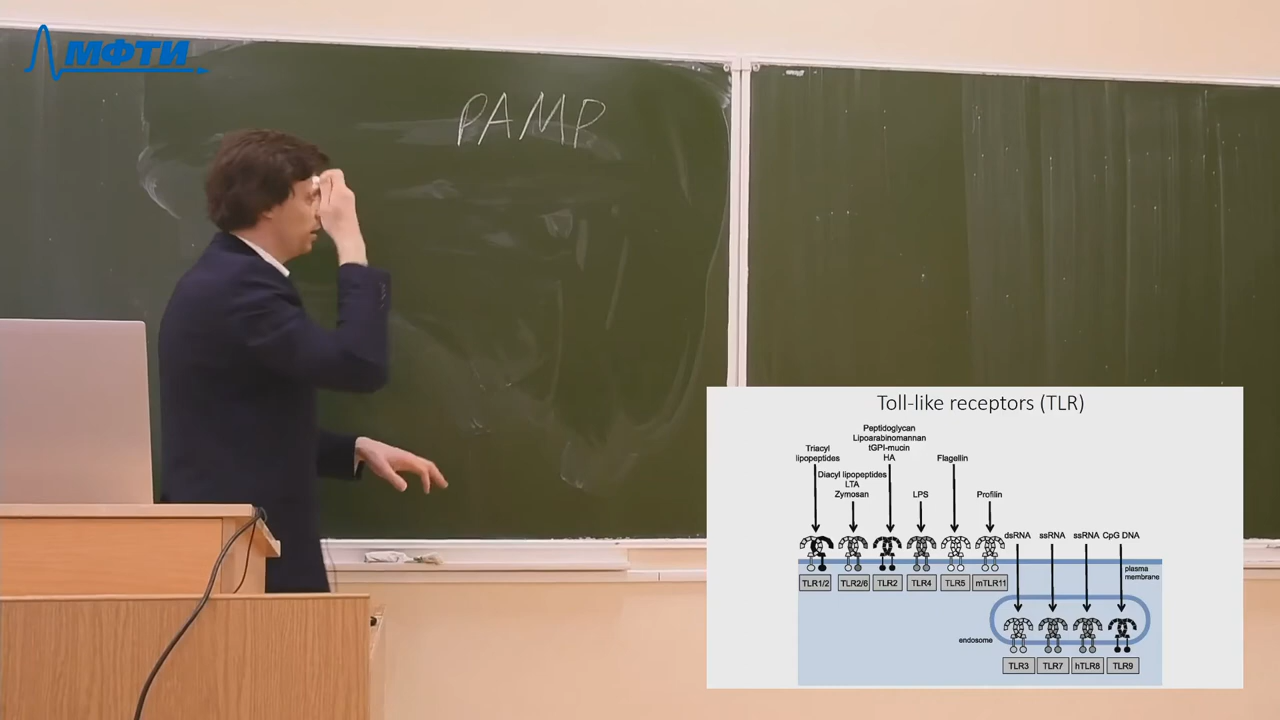 МФТИ
PAMP
Toll-like receptors (TLR)
Triacyl
lipopeptides
Diacyl lipopeptides
LTA
Zymosan
Peptidoglycan
Lipoarabinomannan
tGPI-mucin
HA
LPS
Flagellin
Profilin
dsRNA
ssRNA
ssRNA
CpG DNA
plasma
membrane
TLR1/2
TLR2/6
TLR2
TLR4
TLR5
mTLR11
endosome
TLR3
TLR7
hTLR8
TLR9